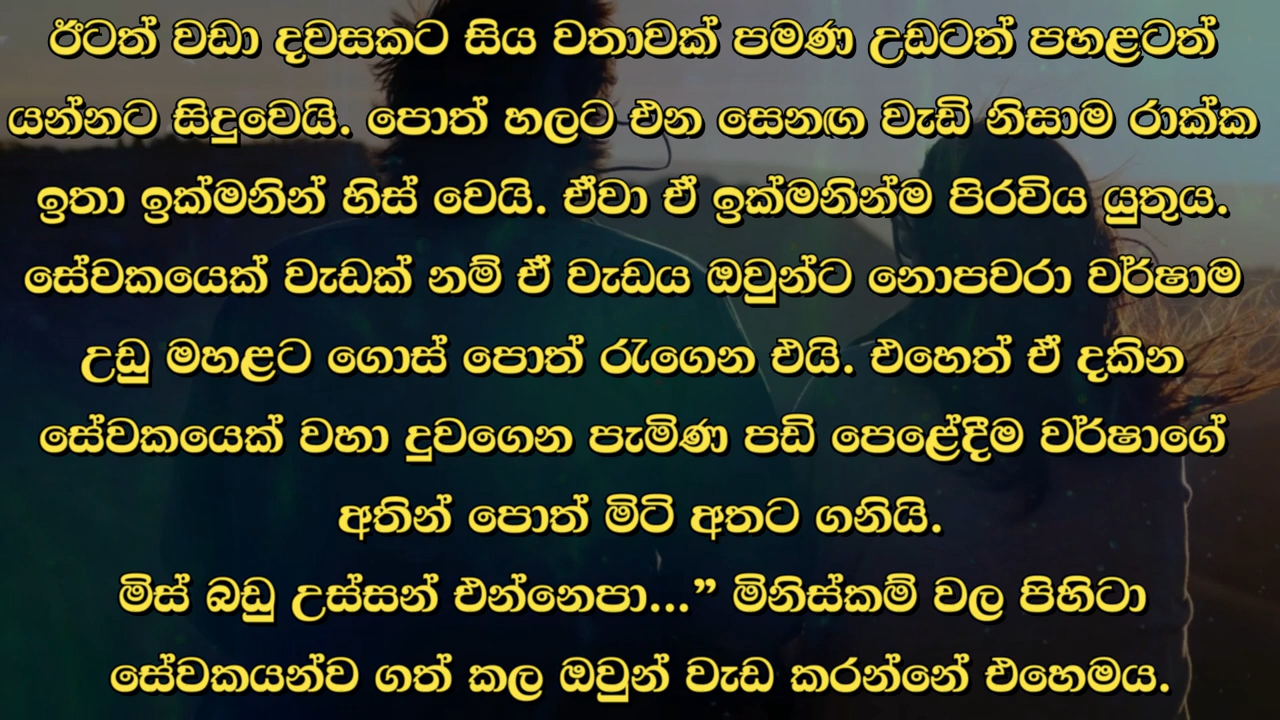 ඊටත් වඩා දවසකට සිය වතාවක් පමණ උඩටත් පහළටත්
යන්නට සිදුවෙයි. පොත් හලට එන සෙනඟ වැඩි නිසාම රාක්ක
ඉතා ඉක්මනින් හිස් වෙයි. ඒවා ඒ ඉක්මනින්ම පිරවිය යුතුය.
සේවකයෙක් වැඩක් නම් ඒ වැඩය ඔවුන්ට නොපවරා වර්ෂාම
උඩු මහළට ගොස් පොත් රැගෙන එයි. එහෙත් ඒ දකින
සේවකයෙක් වහා දුවගෙන පැමිණ පඩි පෙළේදීම වර්ෂාගේ
අතින් පොත් මිටි අතට ගනියි.
මිස් බඩු උස්සන් එන්නෙපා...” මිනිස්කම් වල පිහිටා
සේවකයන්ව ගත් කල ඔවුන් වැඩ කරන්නේ එහෙමය.